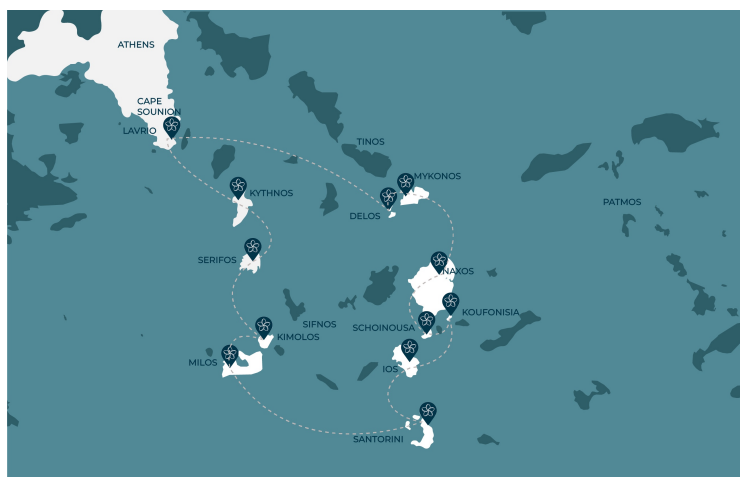 ATHENS
CAPE
SOUNION
LAVRIO
TINOS
MYKONOS
KYTHNOS
PATMOS
DELOS
SERIFOS
NAXOS
KOUFONISIA
SIFNOS
SCHOINOUSA
KIMOLOS
MILOS
IOS
SANTORINI